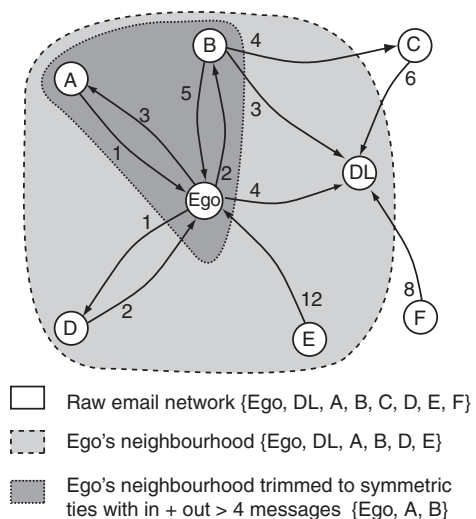 B
4
C
A
5
6
3
3
1
DL
2
Ego
4
1
2
12
8
D
E
F
Raw email network {Ego, DL, A, B, C, D, E, F}
Ego's neighbourhood {Ego, DL, A, B, D, E}
Ego's neighbourhood trimmed to symmetric
ties with in + out > 4 messages {Ego, A, B}